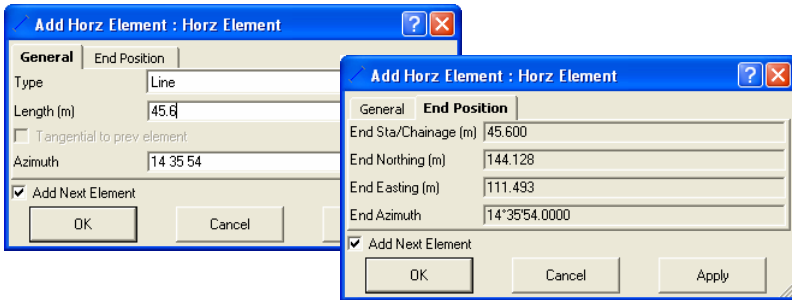 Add Horz Element : Horz Element
General End Position
Type Line
Length (m) 45.6
Tangential to prev element
Azimuth 14 35 54
Add Next Element
OK Cancel
Add Horz Element : Horz Element
General End Position
End Sta/Chainage (m) 45.600
End Northing (m) 144.128
End Easting (m) 111.493
End Azimuth 14°35'54.0000
Add Next Element
OK Cancel Apply